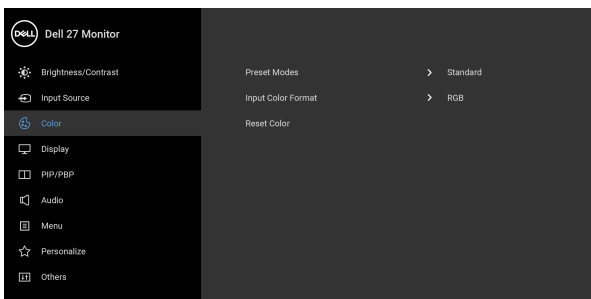 DELL Dell 27 Monitor
Brightness/Contrast
Input Source
Color
Display
PIP/PBP
Audio
Menu
Personalize
Others
Preset Modes > Standard
Input Color Format > RGB
Reset Color